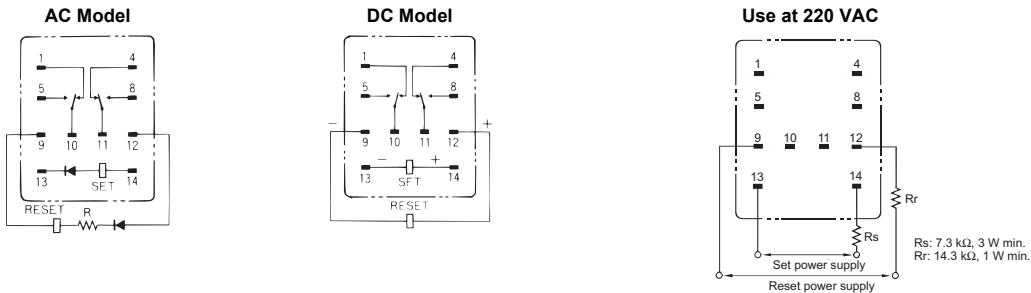 AC Model
1 4
5 8
9 10 11 12
13 SET 14
RESET R
DC Model
1 4
5 8
− +
9 10 11 12
− +
13 SET 14
RESET
Use at 220 VAC
1 4
5 8
9 10 11 12
13 14
Rr
Rs
Set power supply
Reset power supply
Rs: 7.3 kΩ, 3 W min.
Rr: 14.3 kΩ, 1 W min.